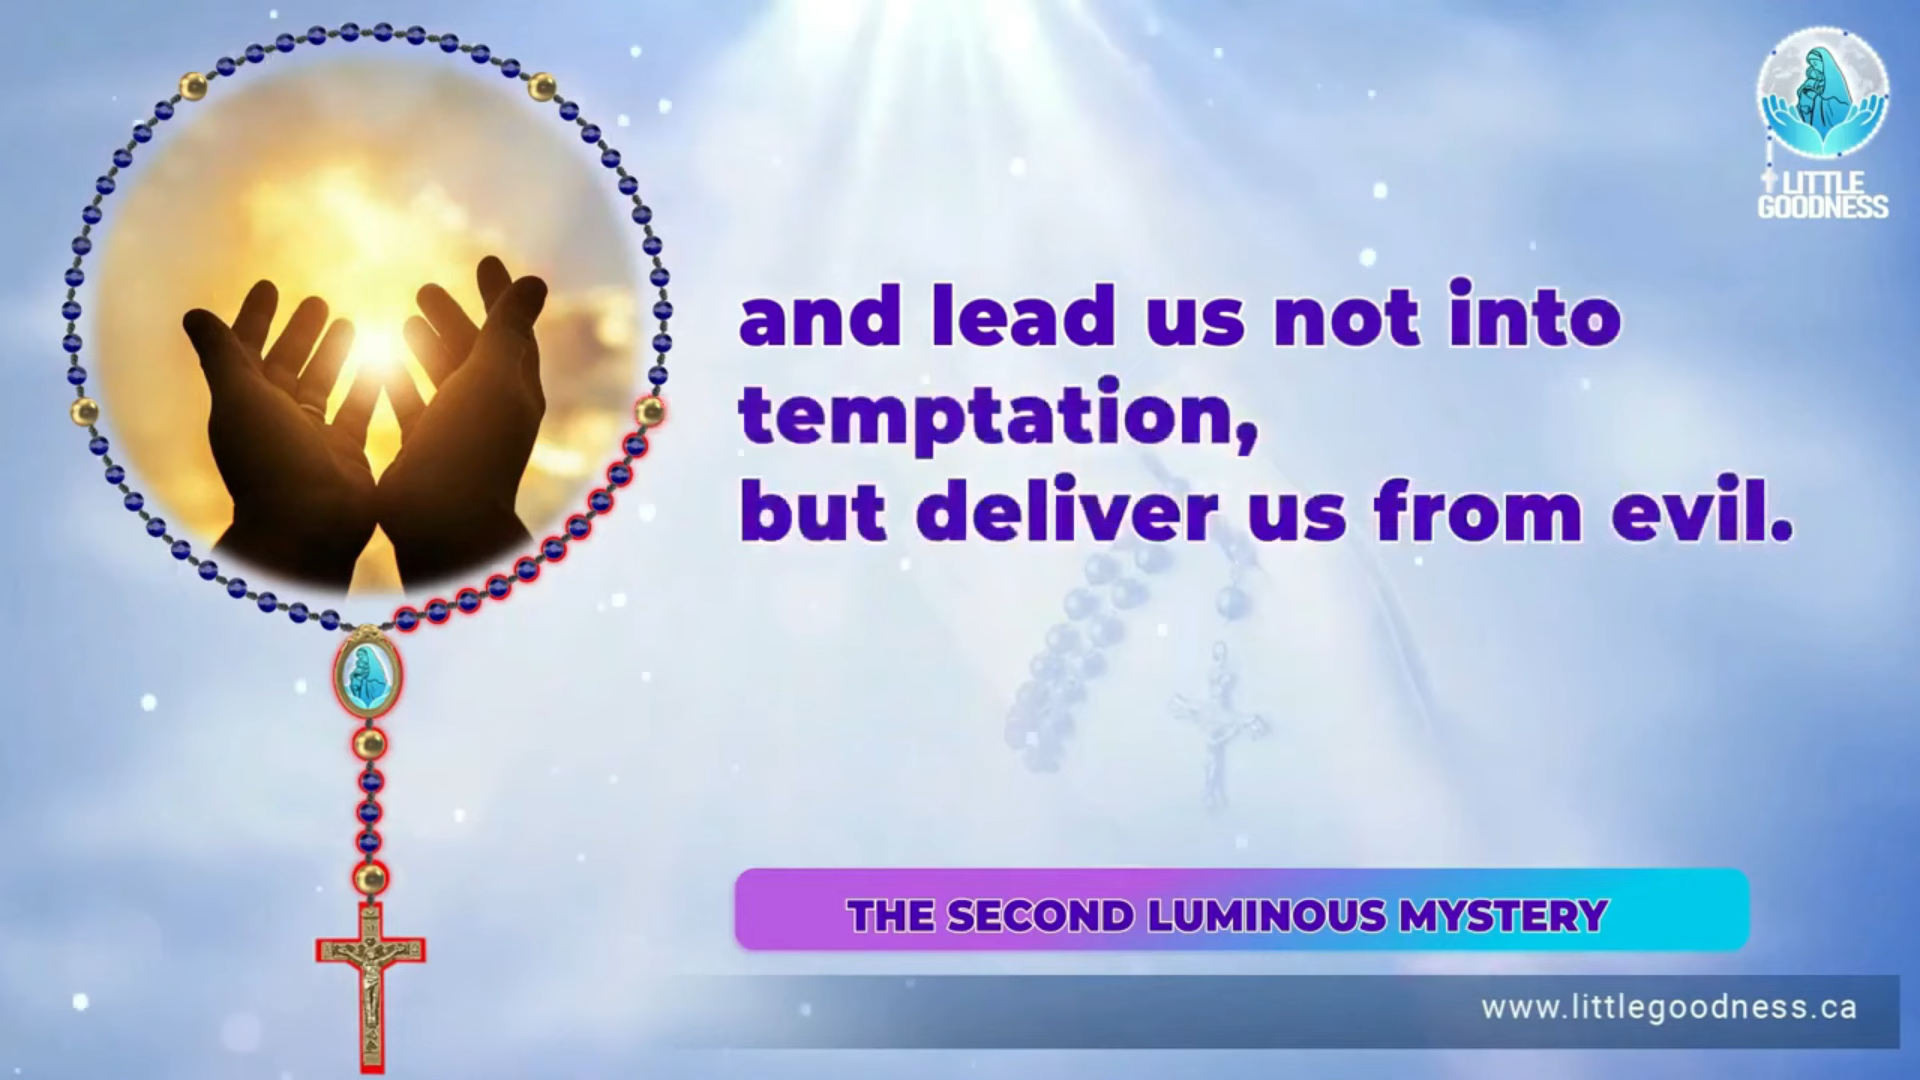 LITTLE
GOODNESS
and lead us not into
temptation,
but deliver us from evil.
THE SECOND LUMINOUS MYSTERY
www.littlegoodness.ca